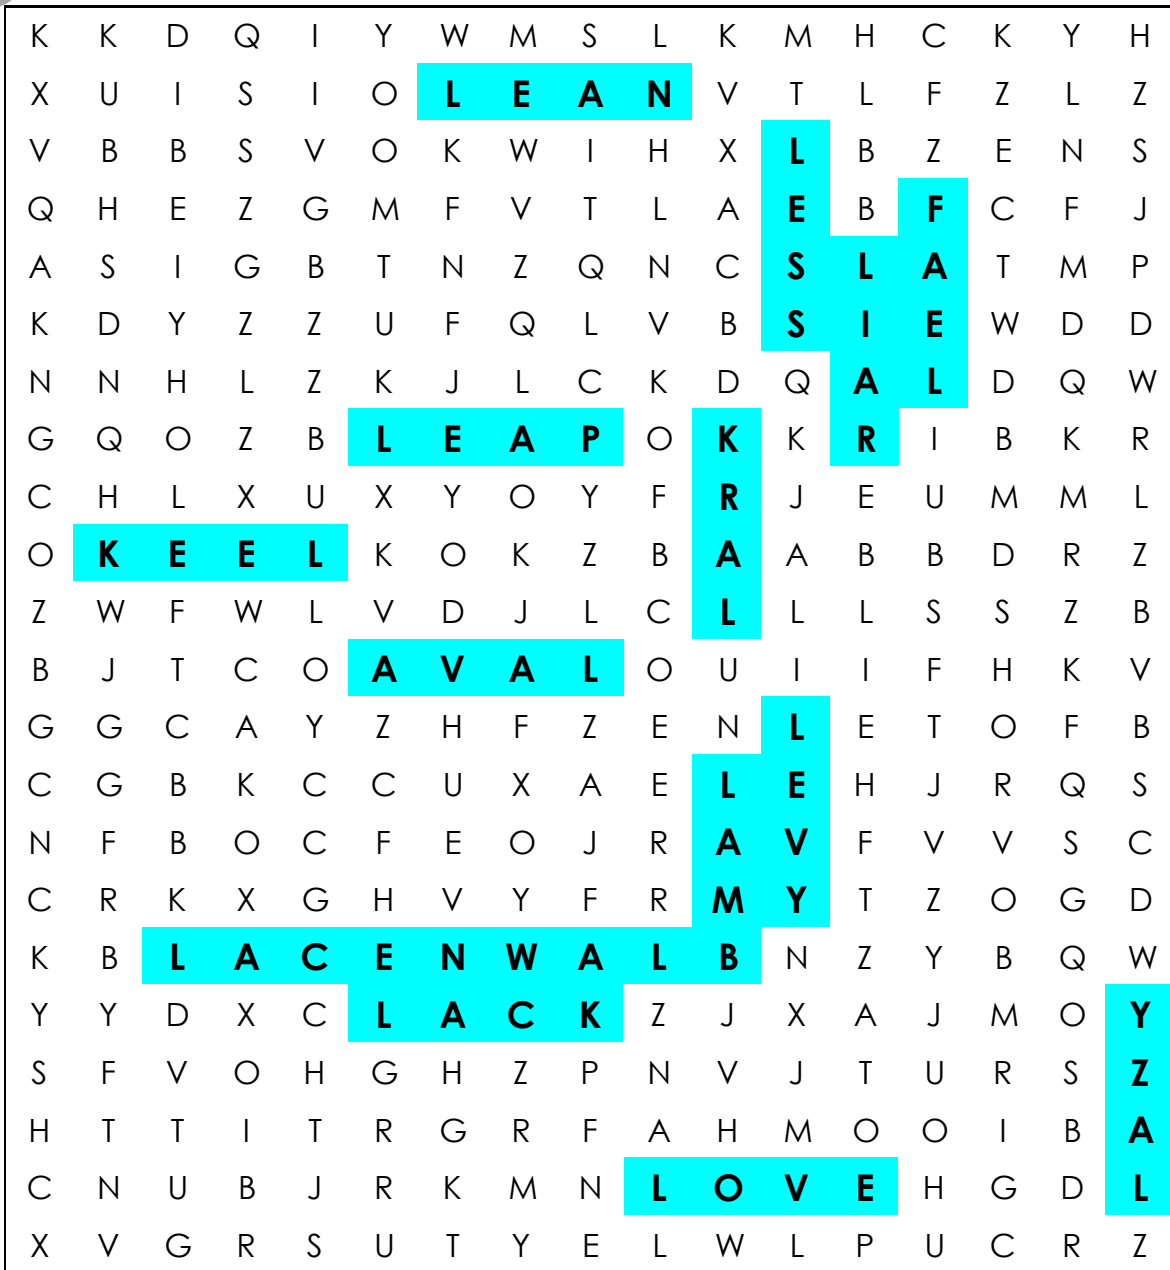 K K D Q I Y W M S L K M H C K Y H
X U I S I O L E A N V T L F Z L Z
V B B S V O K W I H X L B Z E N S
Q H E Z G M F V T L A E B F C F J
A S I G B T N Z Q N C S L A T M P
K D Y Z Z U F Q L V B S I E W D D
N N H L Z K J L C K D Q A L D Q W
G Q O Z B L E A P O K K R I B K R
C H L X U X Y O Y F R J E U M M L
O K E E L K O K Z B A A B B D R Z
Z W F W L V D J L C L L L S S Z B
B J T C O A V A L O U I I F H K V
G G C A Y Z H F Z E N L E T O F B
C G B K C C U X A E L E H J R Q S
N F B O C F E O J R A V F V V S C
C R K X G H V Y F R M Y T Z O G D
K B L A C E N W A L B N Z Y B Q W
Y Y D X C L A C K Z J X A J M O Y
S F V O H G H Z P N V J T U R S Z
H T T I T R G R F A H M O O I B A
C N U B J R K M N L O V E H G D L
X V G R S U T Y E L W L P U C R Z